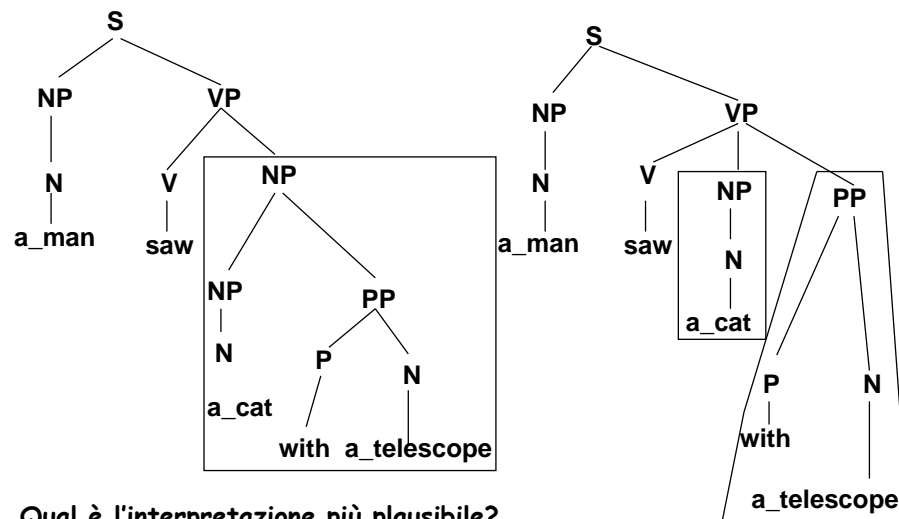 S
S
NP VP
NP VP
N V NP
N V NP PP
a_man saw
a_man saw
N
NP PP
a_cat
N P N
P N
a_cat
with
with a_telescope
a_telescope
Qual è l'interpretazione più plausibile?